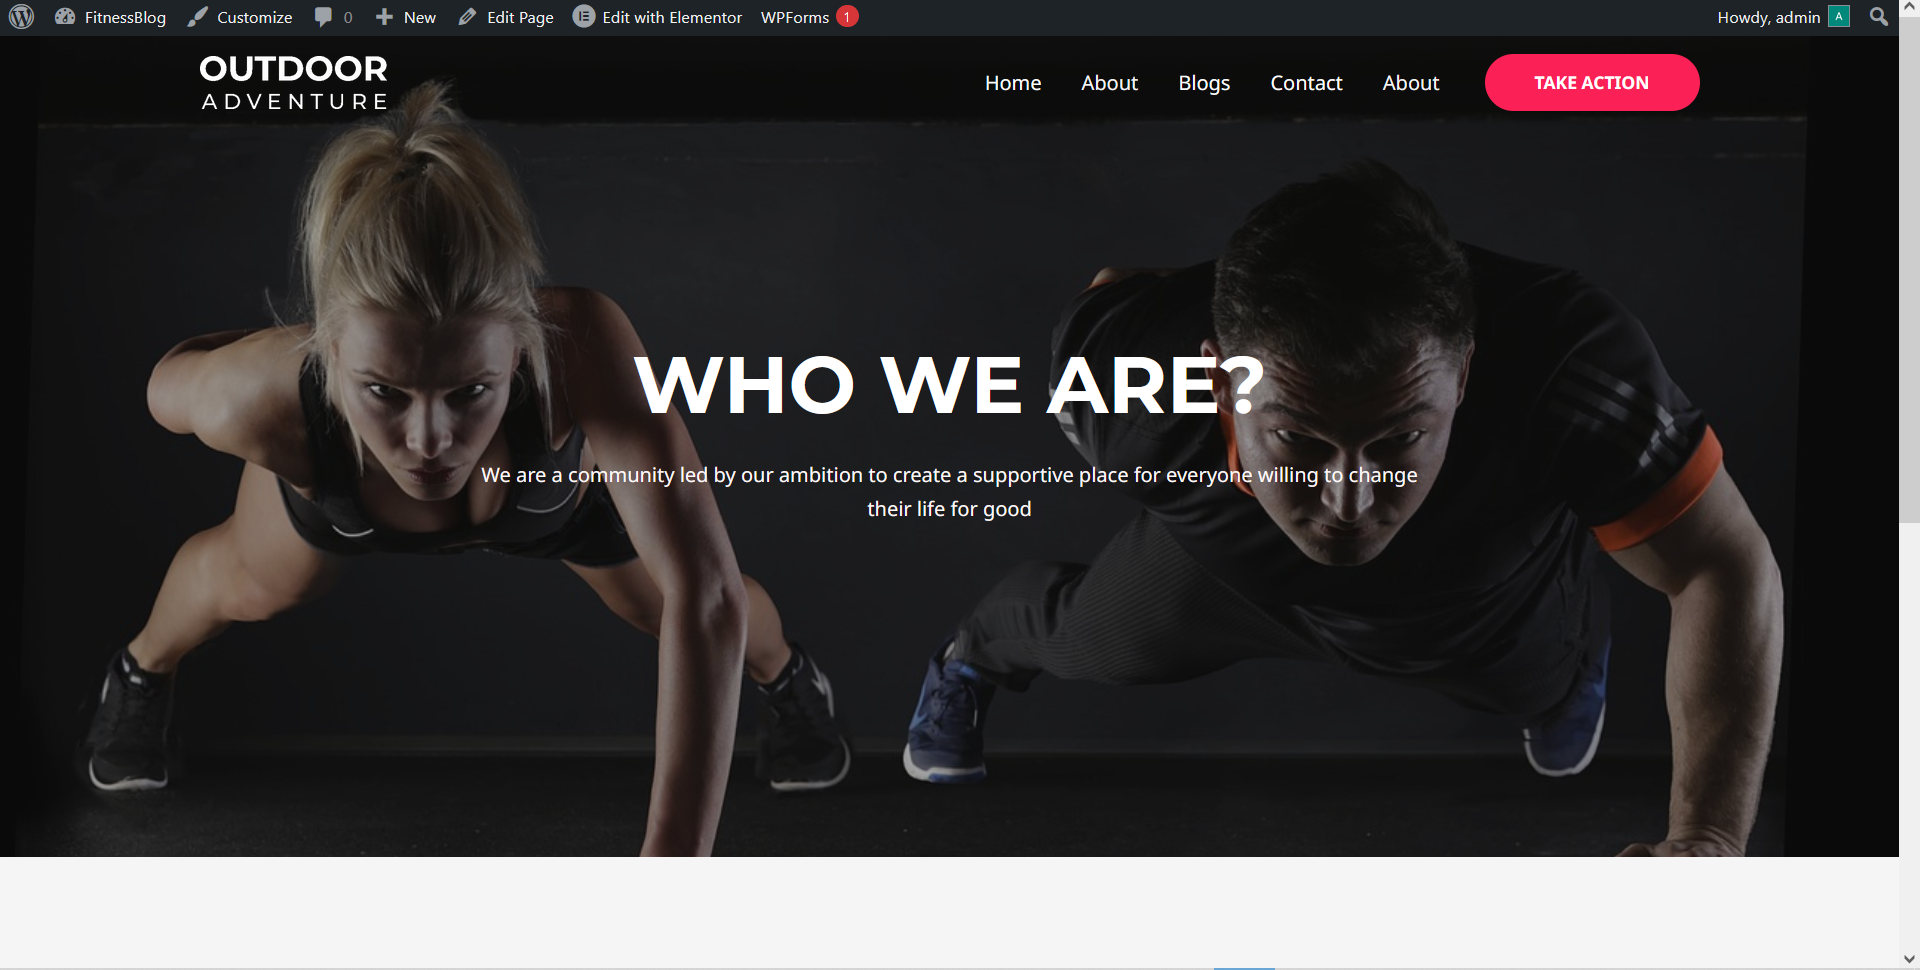 FitnessBlog Customize 0 New Edit Page Edit with Elementor WPForms 1 Howdy, admin A
OUTDOOR
ADVENTURE
Home About Blogs Contact About TAKE ACTION
WHO WE ARE?
We are a community led by our ambition to create a supportive place for everyone willing to change
their life for good